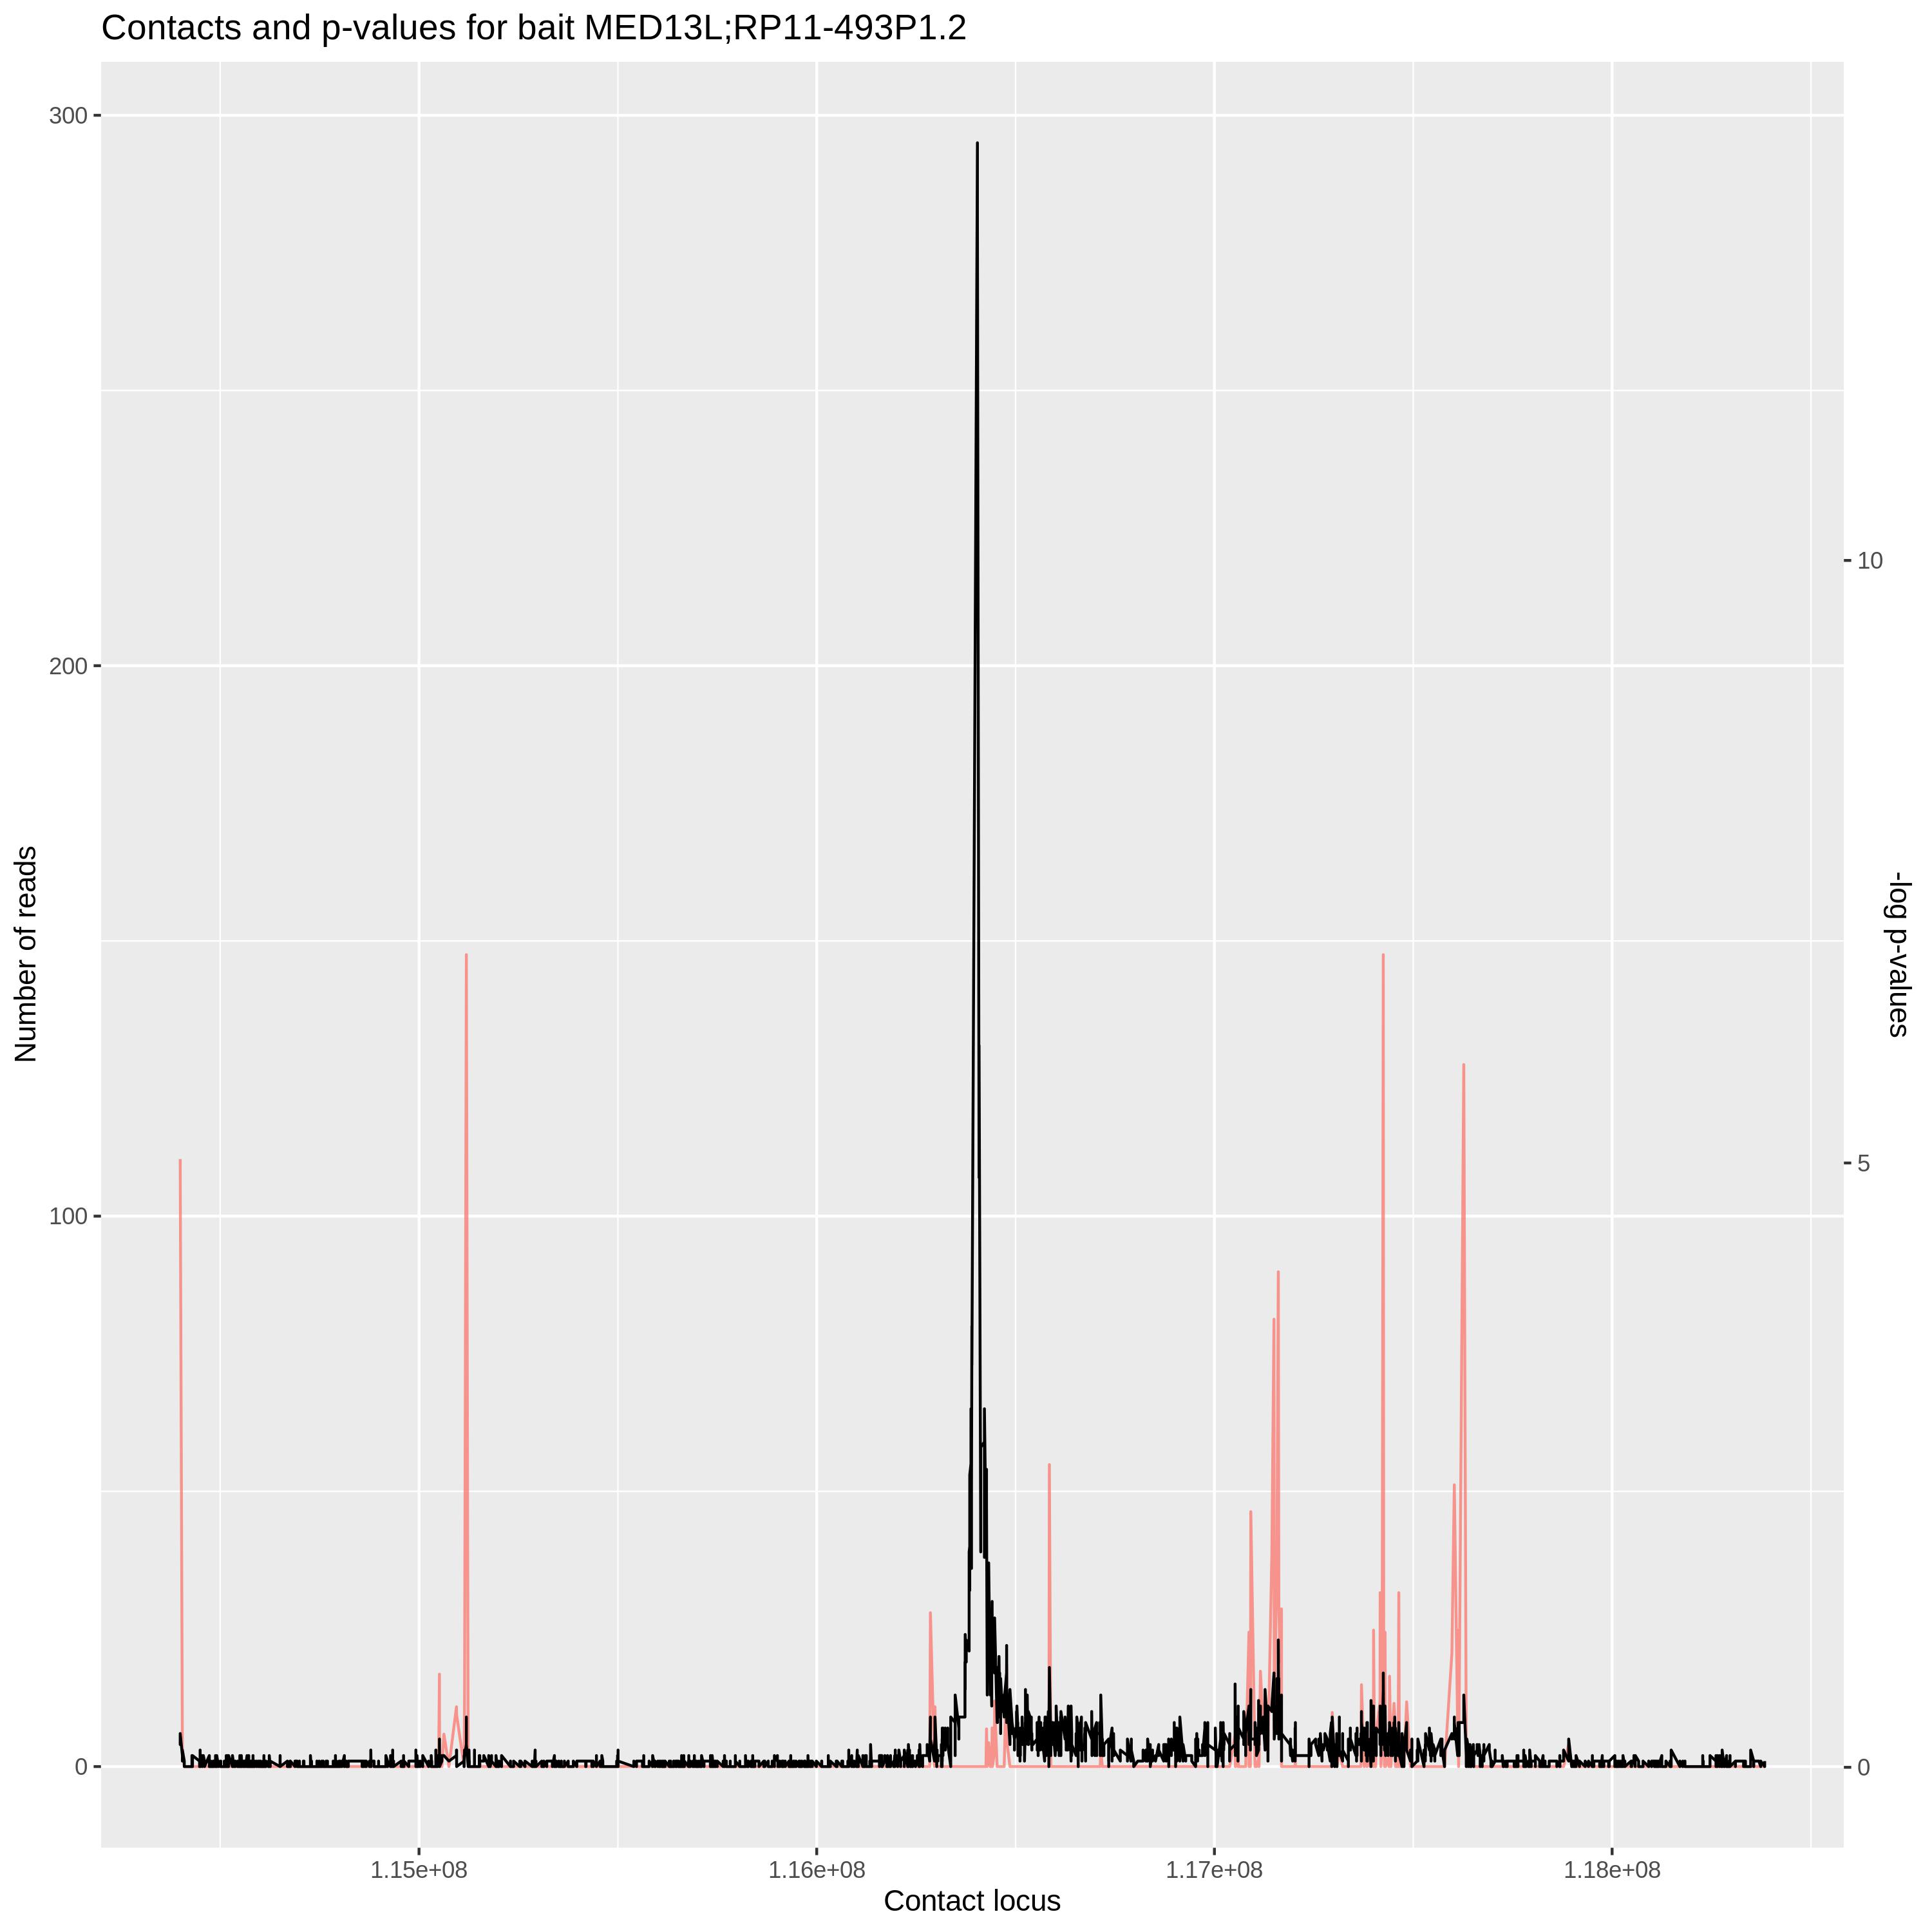 Contacts and p-values for bait MED13L;RP11-493P1.2
300
200
100
0
Number of reads
10
5
0
-log p-values
1.15e+08
1.16e+08
1.17e+08
1.18e+08
Contact locus